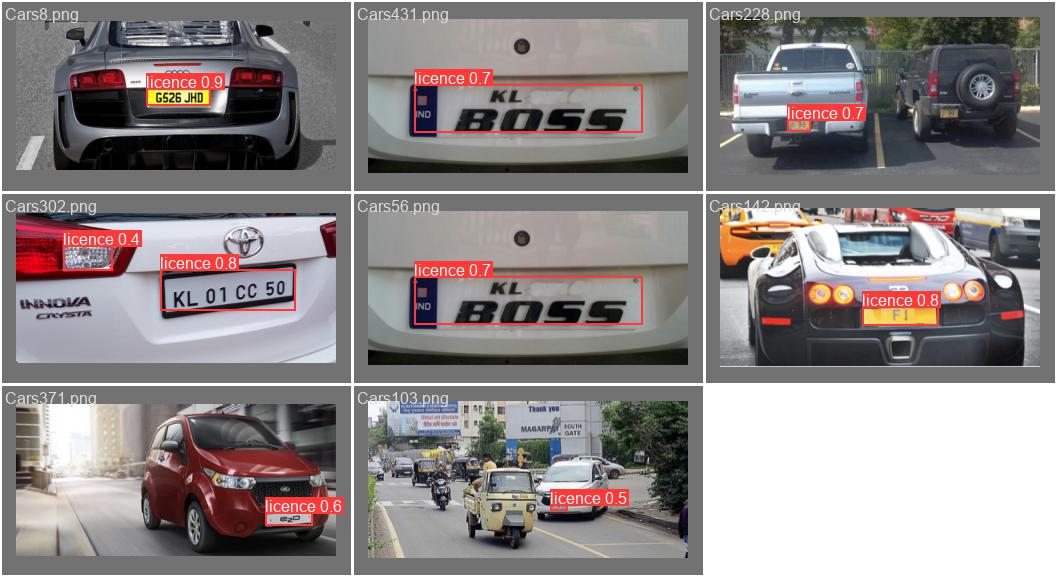 Cars8.png
licence 0.9
G526 JHD
Cars431.png
licence 0.7
KL
IND
BOSS
Cars228.png
licence 0.7
Cars302.png
licence 0.4
licence 0.8
INNOVA
CRYSTA
KL 01 CC 50
Cars56.png
licence 0.7
KL
IND
BOSS
Cars142.png
licence 0.8
F1
Cars371.png
licence 0.6
e2o
Cars103.png
Thank you
MAGARPA
SOUTH
GATE
licence 0.5